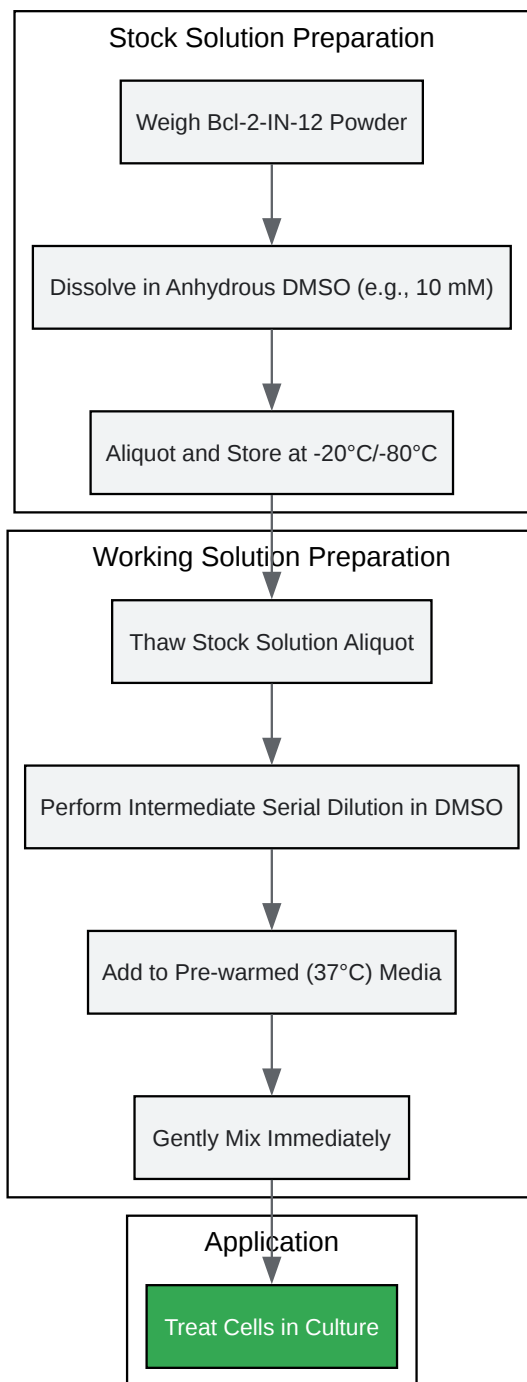 Stock Solution Preparation
Weigh Bcl-2-IN-12 Powder
Dissolve in Anhydrous DMSO (e.g., 10 mM)
Aliquot and Store at -20°C/-80°C
Working Solution Preparation
Thaw Stock Solution Aliquot
Perform Intermediate Serial Dilution in DMSO
Add to Pre-warmed (37°C) Media
Gently Mix Immediately
Application
Treat Cells in Culture